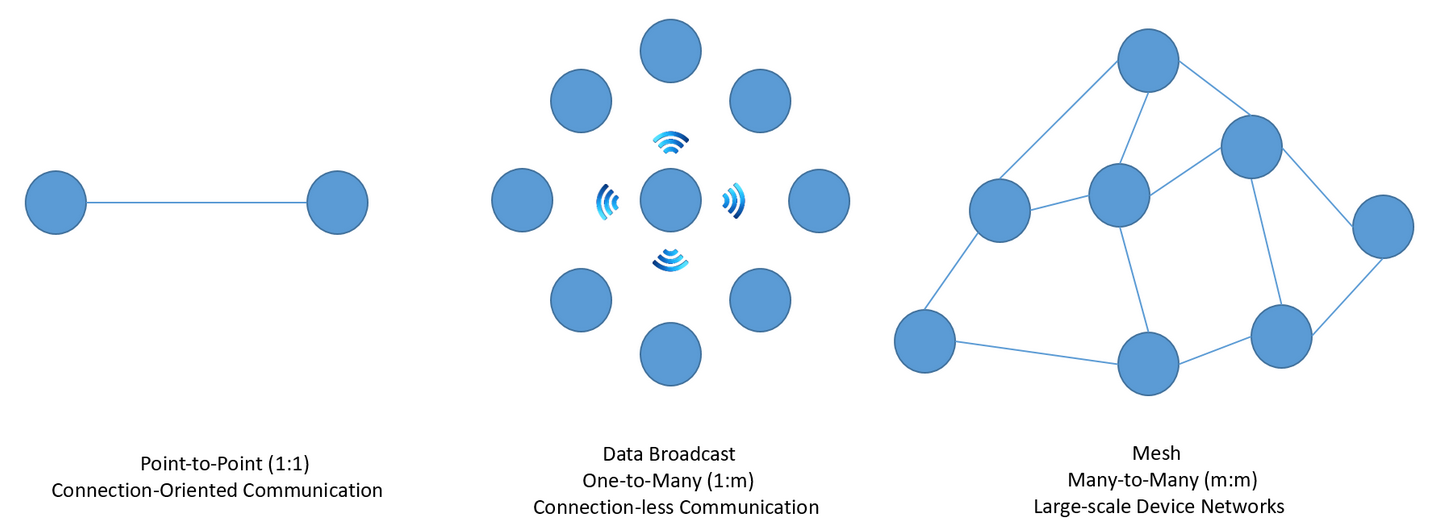 Point-to-Point (1:1)
Connection-Oriented Communication
Data Broadcast
One-to-Many (1:m)
Connection-less Communication
Mesh
Many-to-Many (m:m)
Large-scale Device Networks